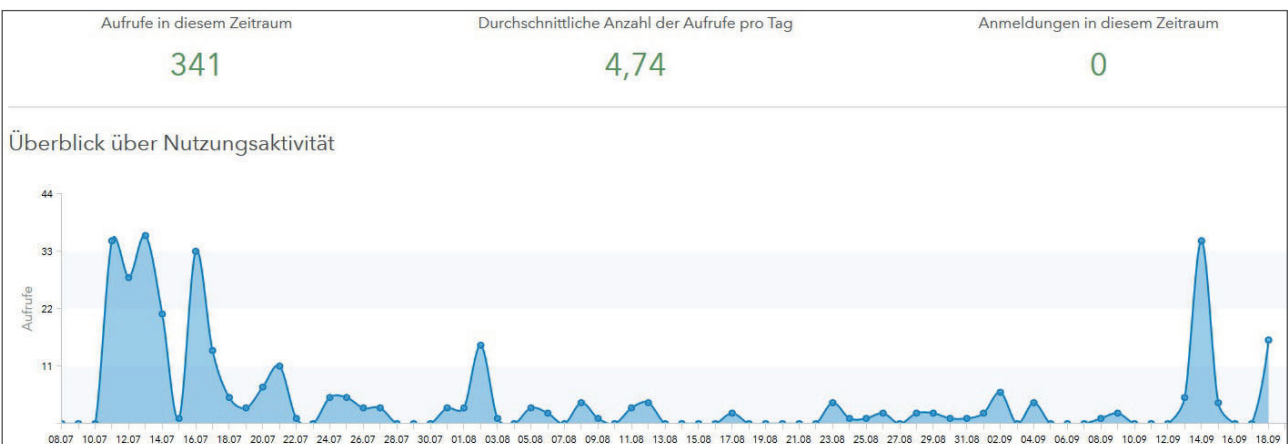 Aufrufe in diesem Zeitraum
Durchschnittliche Anzahl der Aufrufe pro Tag
Anmeldungen in diesem Zeitraum
341
4,74
0
Überblick über Nutzungsaktivität
44
33
22
11
Aufrufe
08.07 10.07 12.07 14.07 16.07 18.07 20.07 22.07 24.07 26.07 28.07 30.07 01.08 03.08 05.08 07.08 09.08 11.08 13.08 15.08 17.08 19.08 21.08 23.08 25.08 27.08 29.08 31.08 02.09 04.09 06.09 08.09 10.09 12.09 14.09 16.09 18.09